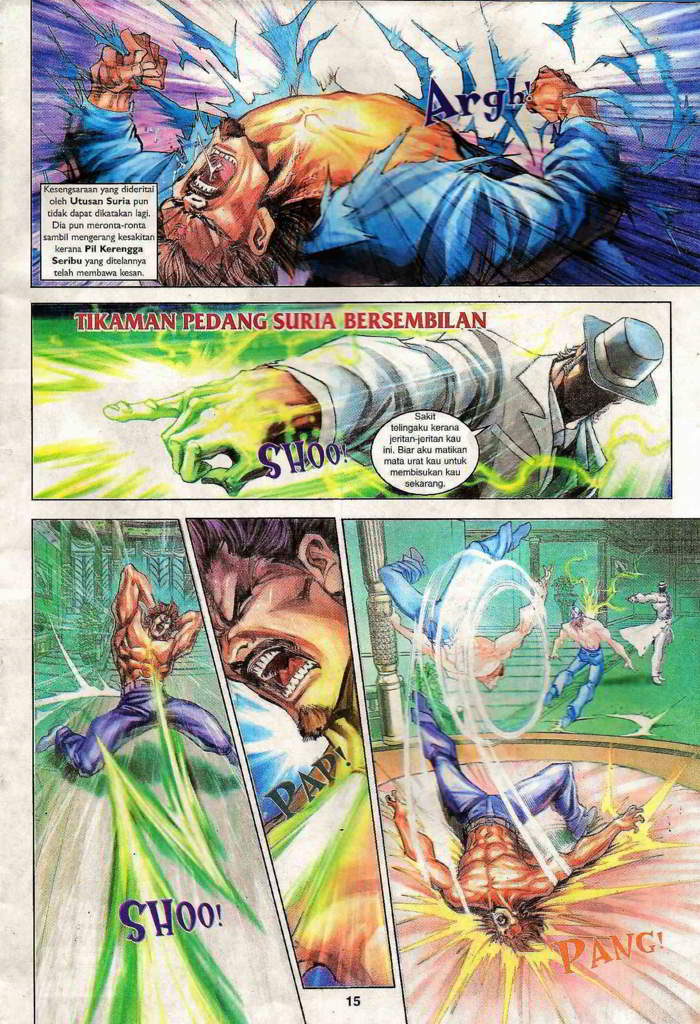 Argh!
Kesengsaraan yang dideritai
oleh Utusan Suria pun
tidak dapat dikatakan lagi.
Dia pun meronta-ronta
sambil mengerang kesakitan
kerana Pil Kerengga
Seribu yang ditelannya
telah membawa kesan.
TIKAMAN PEDANG SURIA BERSEMBILAN
SHOO!
Sakit
telingaku kerana
jeritan-jeritan kau
ini. Biar aku matikan
mata urat kau untuk
membisukan kau
sekarang.
SHOO!
PAP!
PANG!
15